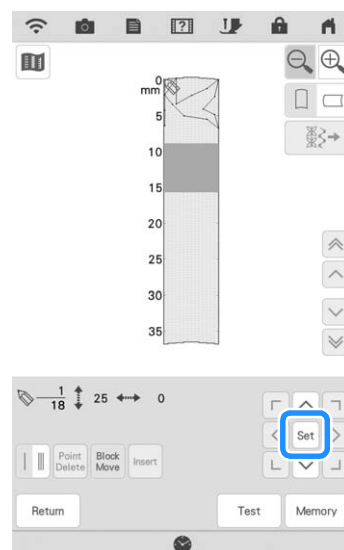 0
mm
5
10
15
20
25
30
35
1
18 25 0
Set
Point Delete
Block Move
Insert
Return
Test
Memory